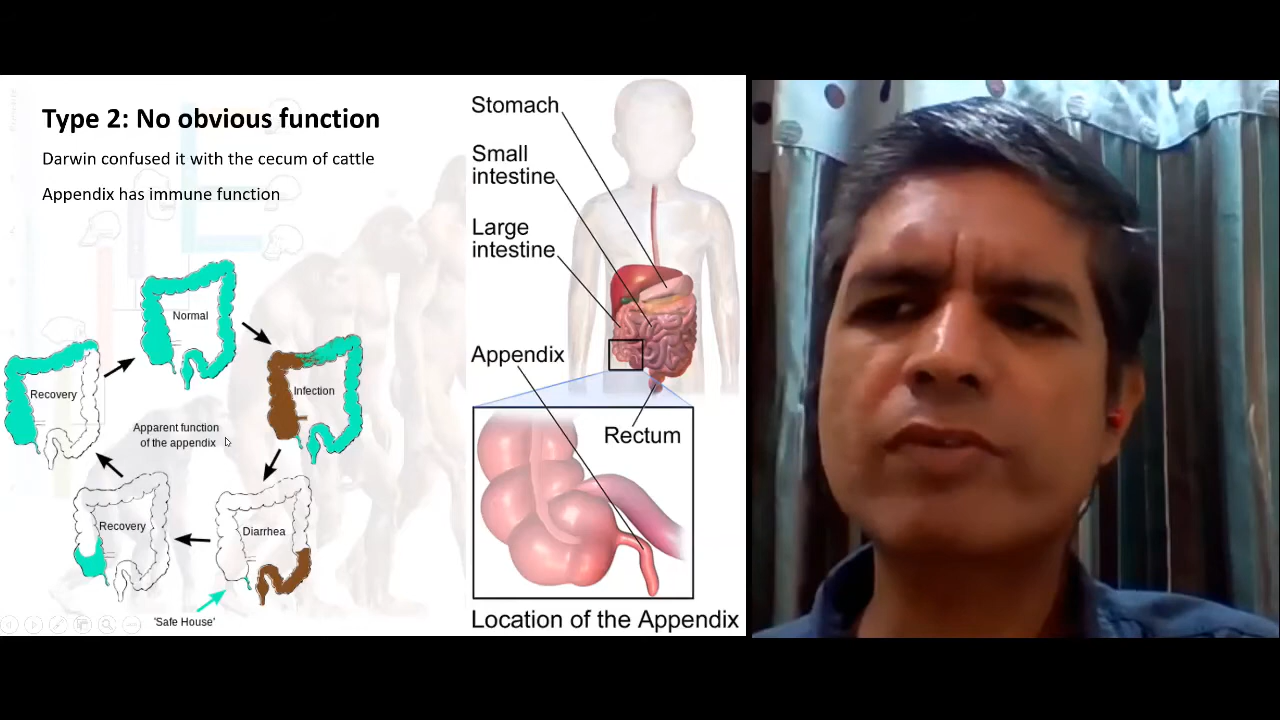 Type 2: No obvious function
Darwin confused it with the cecum of cattle
Appendix has immune function
Normal
Infection
Diarrhea
Recovery
Recovery
Apparent function
of the appendix
'Safe House'
Stomach
Small
intestine
Large
intestine
Appendix
Rectum
Location of the Appendix